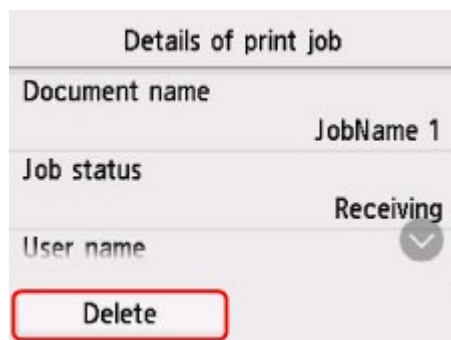 Details of print job
Document name
JobName 1
Job status
Receiving
User name
Delete